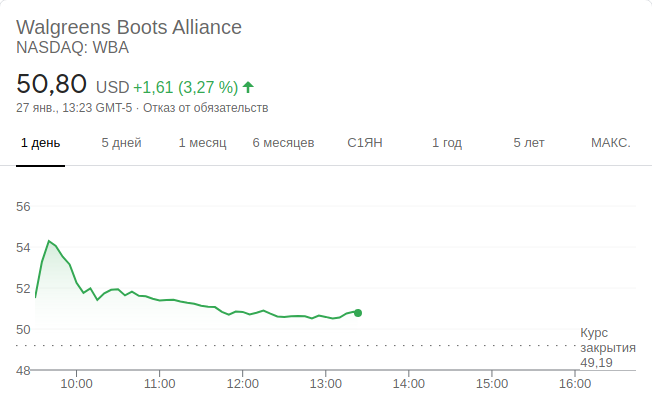 Walgreens Boots Alliance
NASDAQ: WBA
50,80 USD +1,61 (3,27 %)
27 янв., 13:23 GMT-5 · Отказ от обязательств
1 день 5 дней 1 месяц 6 месяцев С1ЯН 1 год 5 лет МАКС.
56
54
52
50
Курс
закрытия
49,19
48
10:00 11:00 12:00 13:00 14:00 15:00 16:00